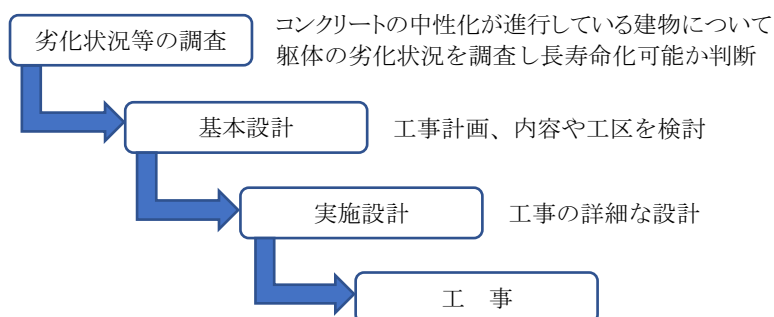 劣化状況等の調査
コンクリートの中性化が進行している建物について
躯体の劣化状況を調査し長寿命化可能か判断
基本設計
工事計画、内容や工区を検討
実施設計
工事の詳細な設計
工　事